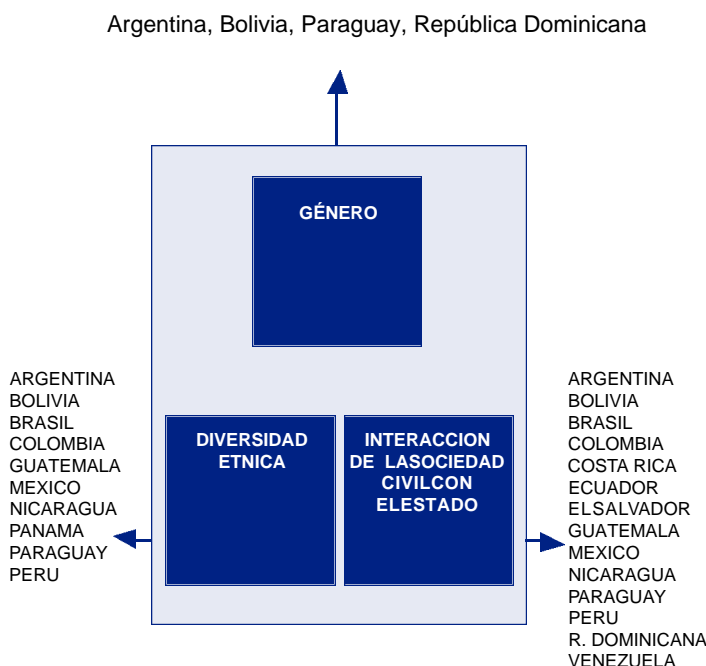 Argentina, Bolivia, Paraguay, República Dominicana
GÉNERO
ARGENTINA
BOLIVIA
BRASIL
COLOMBIA
GUATEMALA
MEXICO
NICARAGUA
PANAMA
PARAGUAY
PERU
DIVERSIDAD
ETNICA
INTERACCION
DE LASOCIEDAD
CIVILCON
ELESTADO
ARGENTINA
BOLIVIA
BRASIL
COLOMBIA
COSTA RICA
ECUADOR
ELSALVADOR
GUATEMALA
MEXICO
NICARAGUA
PARAGUAY
PERU
R. DOMINICANA
VENEZUELA